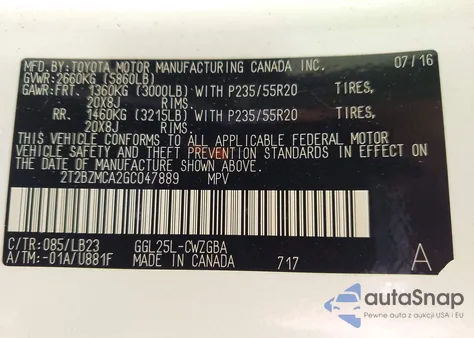 MFD.BY:TOYOTA MOTOR MANUFACTURING CANADA INC. 07/16
GVWR:2660KG (5860LB)
GAWR:FRT. 1360KG (3000LB) WITH P235/55R20 TIRES,
20X8J RIMS.
RR. 1460KG (3215LB) WITH P235/55R20 TIRES,
20X8J RIMS.
THIS VEHICLE CONFORMS TO ALL APPLICABLE FEDERAL MOTOR
VEHICLE SAFETY AND THEFT PREVENTION STANDARDS IN EFFECT ON
THE DATE OF MANUFACTURE SHOWN ABOVE.
2T2BZMCA2GC047889 MPV
C/TR:085/LB23 GGL25L-CWZGBA
A/TM:-01A/U881F MADE IN CANADA 717 A
autoSnap
Pewne auta z aukcji USA i EU